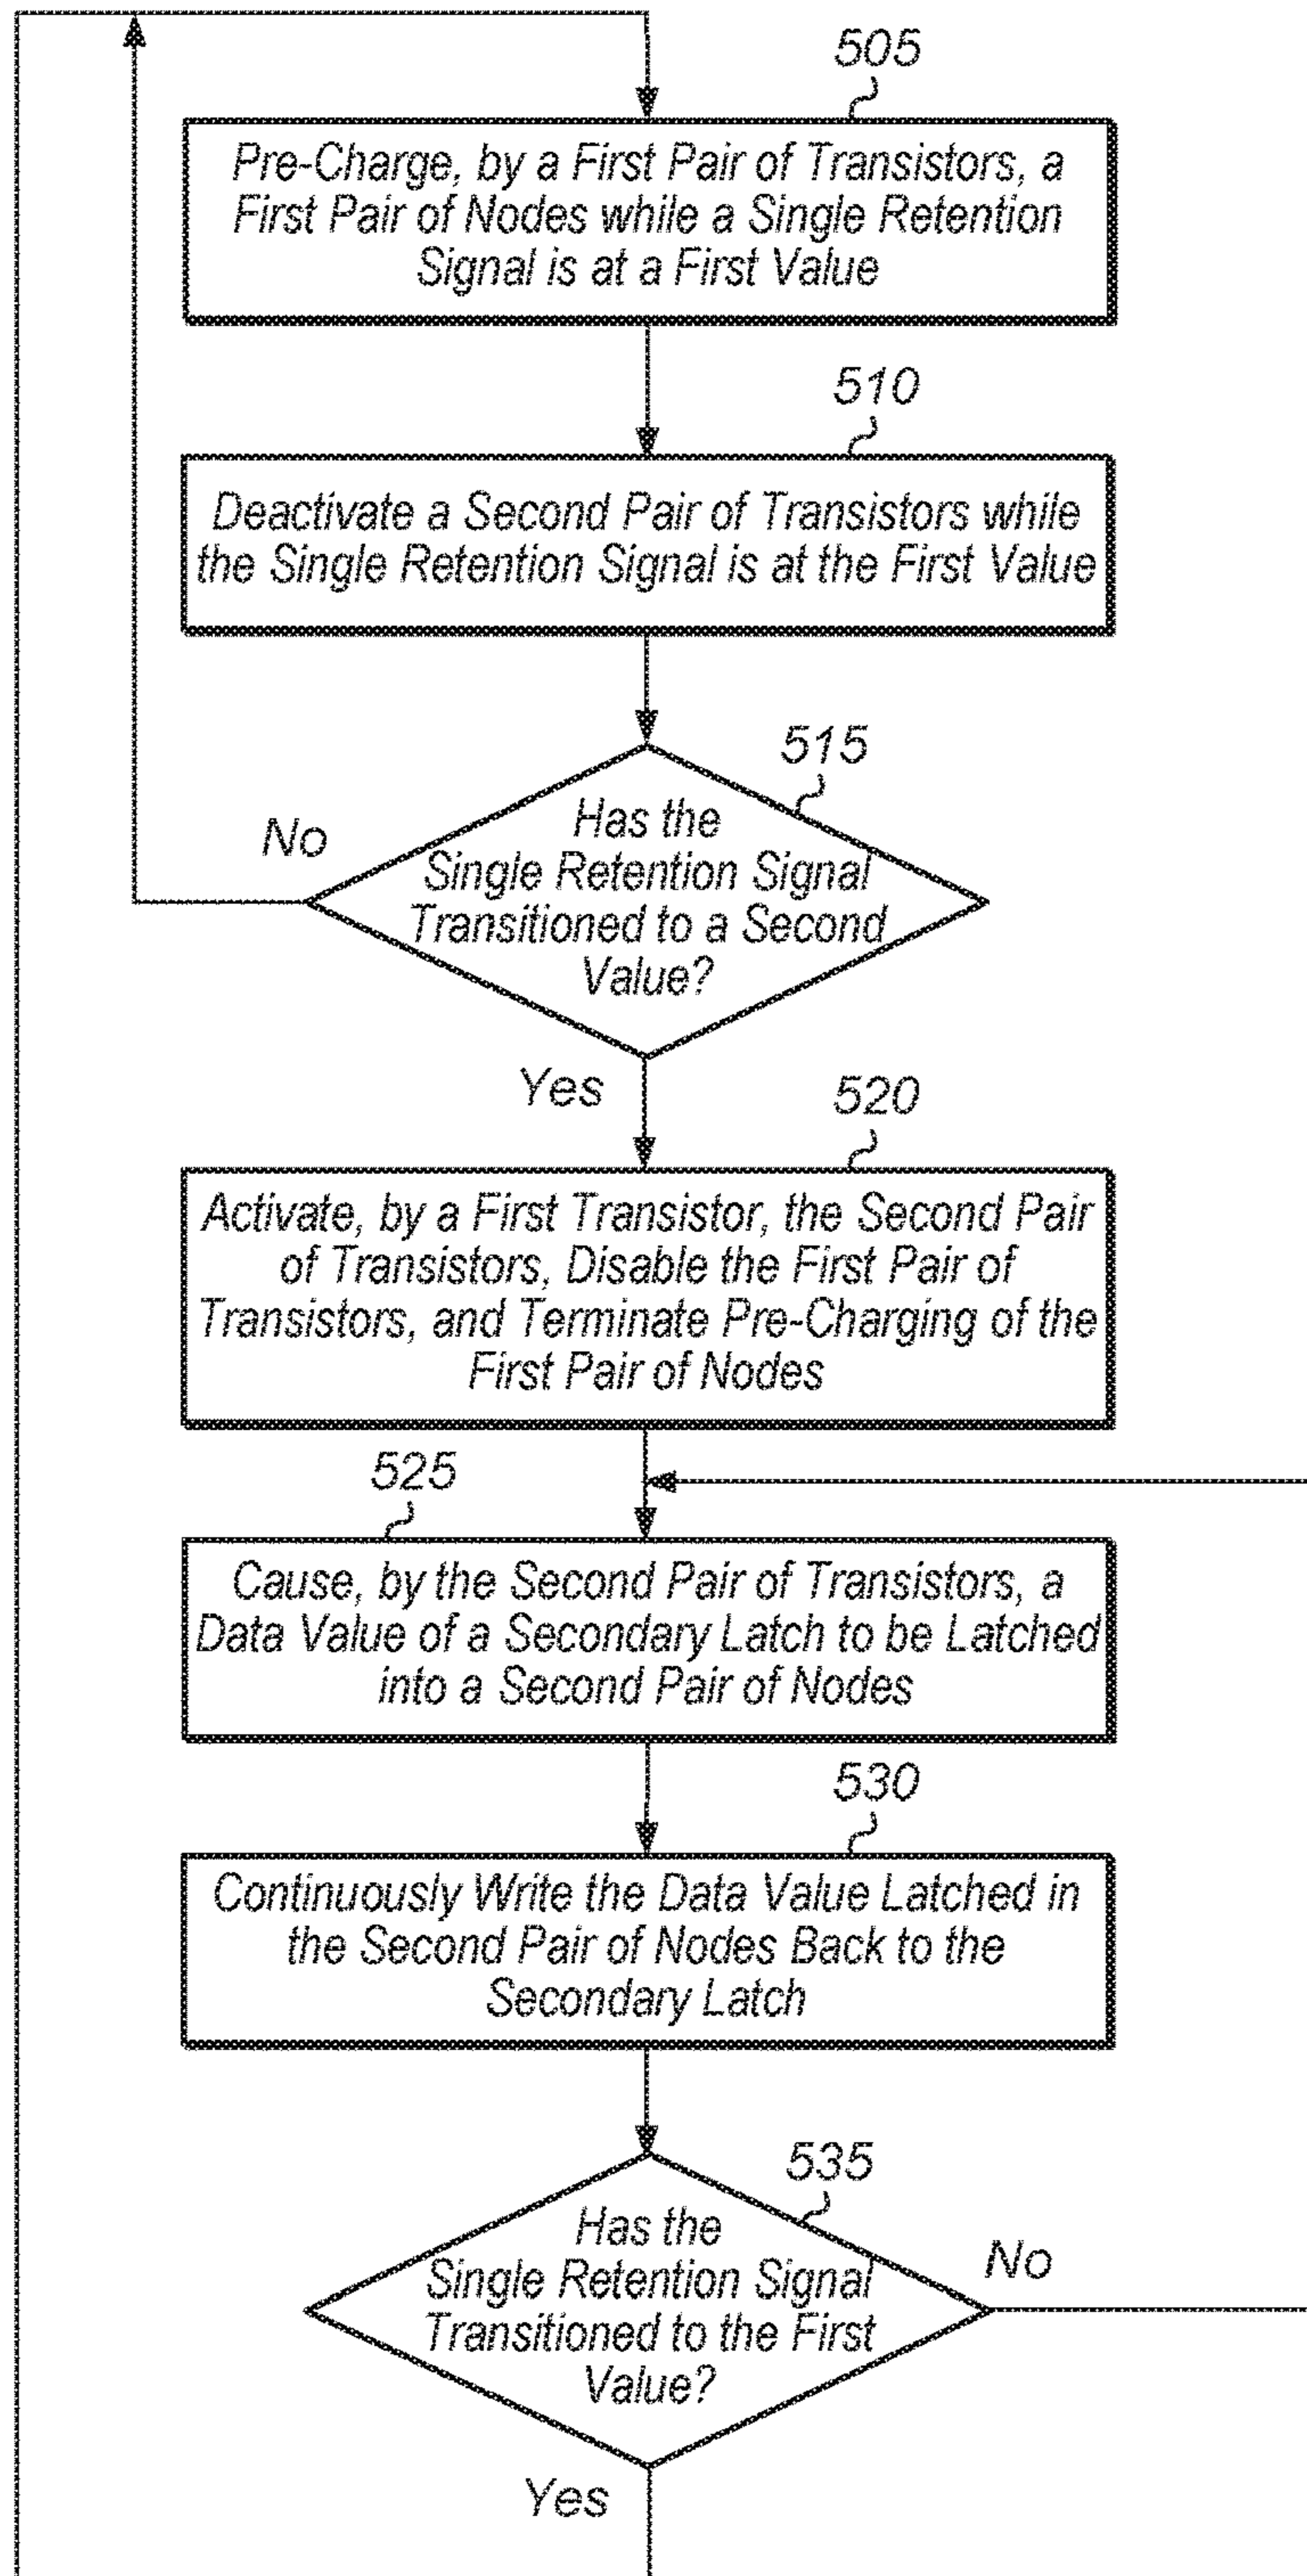 505
Pre-Charge, by a First Pair of Transistors, a
First Pair of Nodes while a Single Retention
Signal is at a First Value
510
Deactivate a Second Pair of Transistors while
the Single Retention Signal is at the First Value
515
No
Has the
Single Retention Signal
Transitioned to a Second
Value?
Yes
520
Activate, by a First Transistor, the Second Pair
of Transistors, Disable the First Pair of
Transistors, and Terminate Pre-Charging of the
First Pair of Nodes
525
Cause, by the Second Pair of Transistors, a
Data Value of a Secondary Latch to be Latched
into a Second Pair of Nodes
530
Continuously Write the Data Value Latched in
the Second Pair of Nodes Back to the
Secondary Latch
535
Has the
Single Retention Signal
Transitioned to the First
Value?
No
Yes